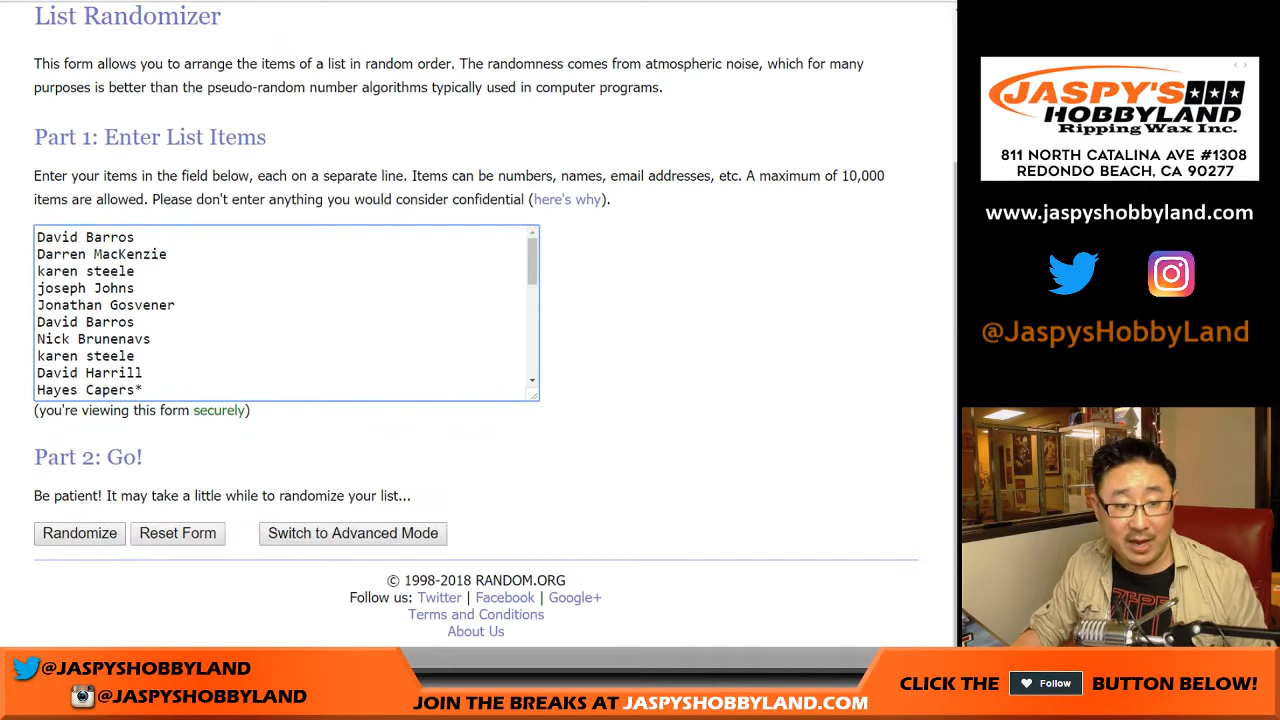 List Randomizer
This form allows you to arrange the items of a list in random order. The randomness comes from atmospheric noise, which for many
purposes is better than the pseudo-random number algorithms typically used in computer programs.
Part 1: Enter List Items
Enter your items in the field below, each on a separate line. Items can be numbers, names, email addresses, etc. A maximum of 10,000
items are allowed. Please don't enter anything you would consider confidential (here's why).
David Barros
Darren MacKenzie
karen steele
joseph Johns
Jonathan Gosvener
David Barros
Nick Brunenavs
karen steele
David Harrill
Hayes Capers*
(you're viewing this form securely)
Part 2: Go!
Be patient! It may take a little while to randomize your list...
Randomize
Reset Form
Switch to Advanced Mode
© 1998-2018 RANDOM.ORG
Follow us: Twitter | Facebook | Google+
Terms and Conditions
About Us
JASPY'S
HOBBYLAND
Ripping Wax Inc.
811 NORTH CATALINA AVE #1308
REDONDO BEACH, CA 90277
www.jaspyshobbyland.com
@JaspysHobbyLand
@JASPYSHOBBYLAND
@JASPYSHOBBYLAND
JOIN THE BREAKS AT JASPYSHOBBYLAND.COM
CLICK THE Follow BUTTON BELOW!